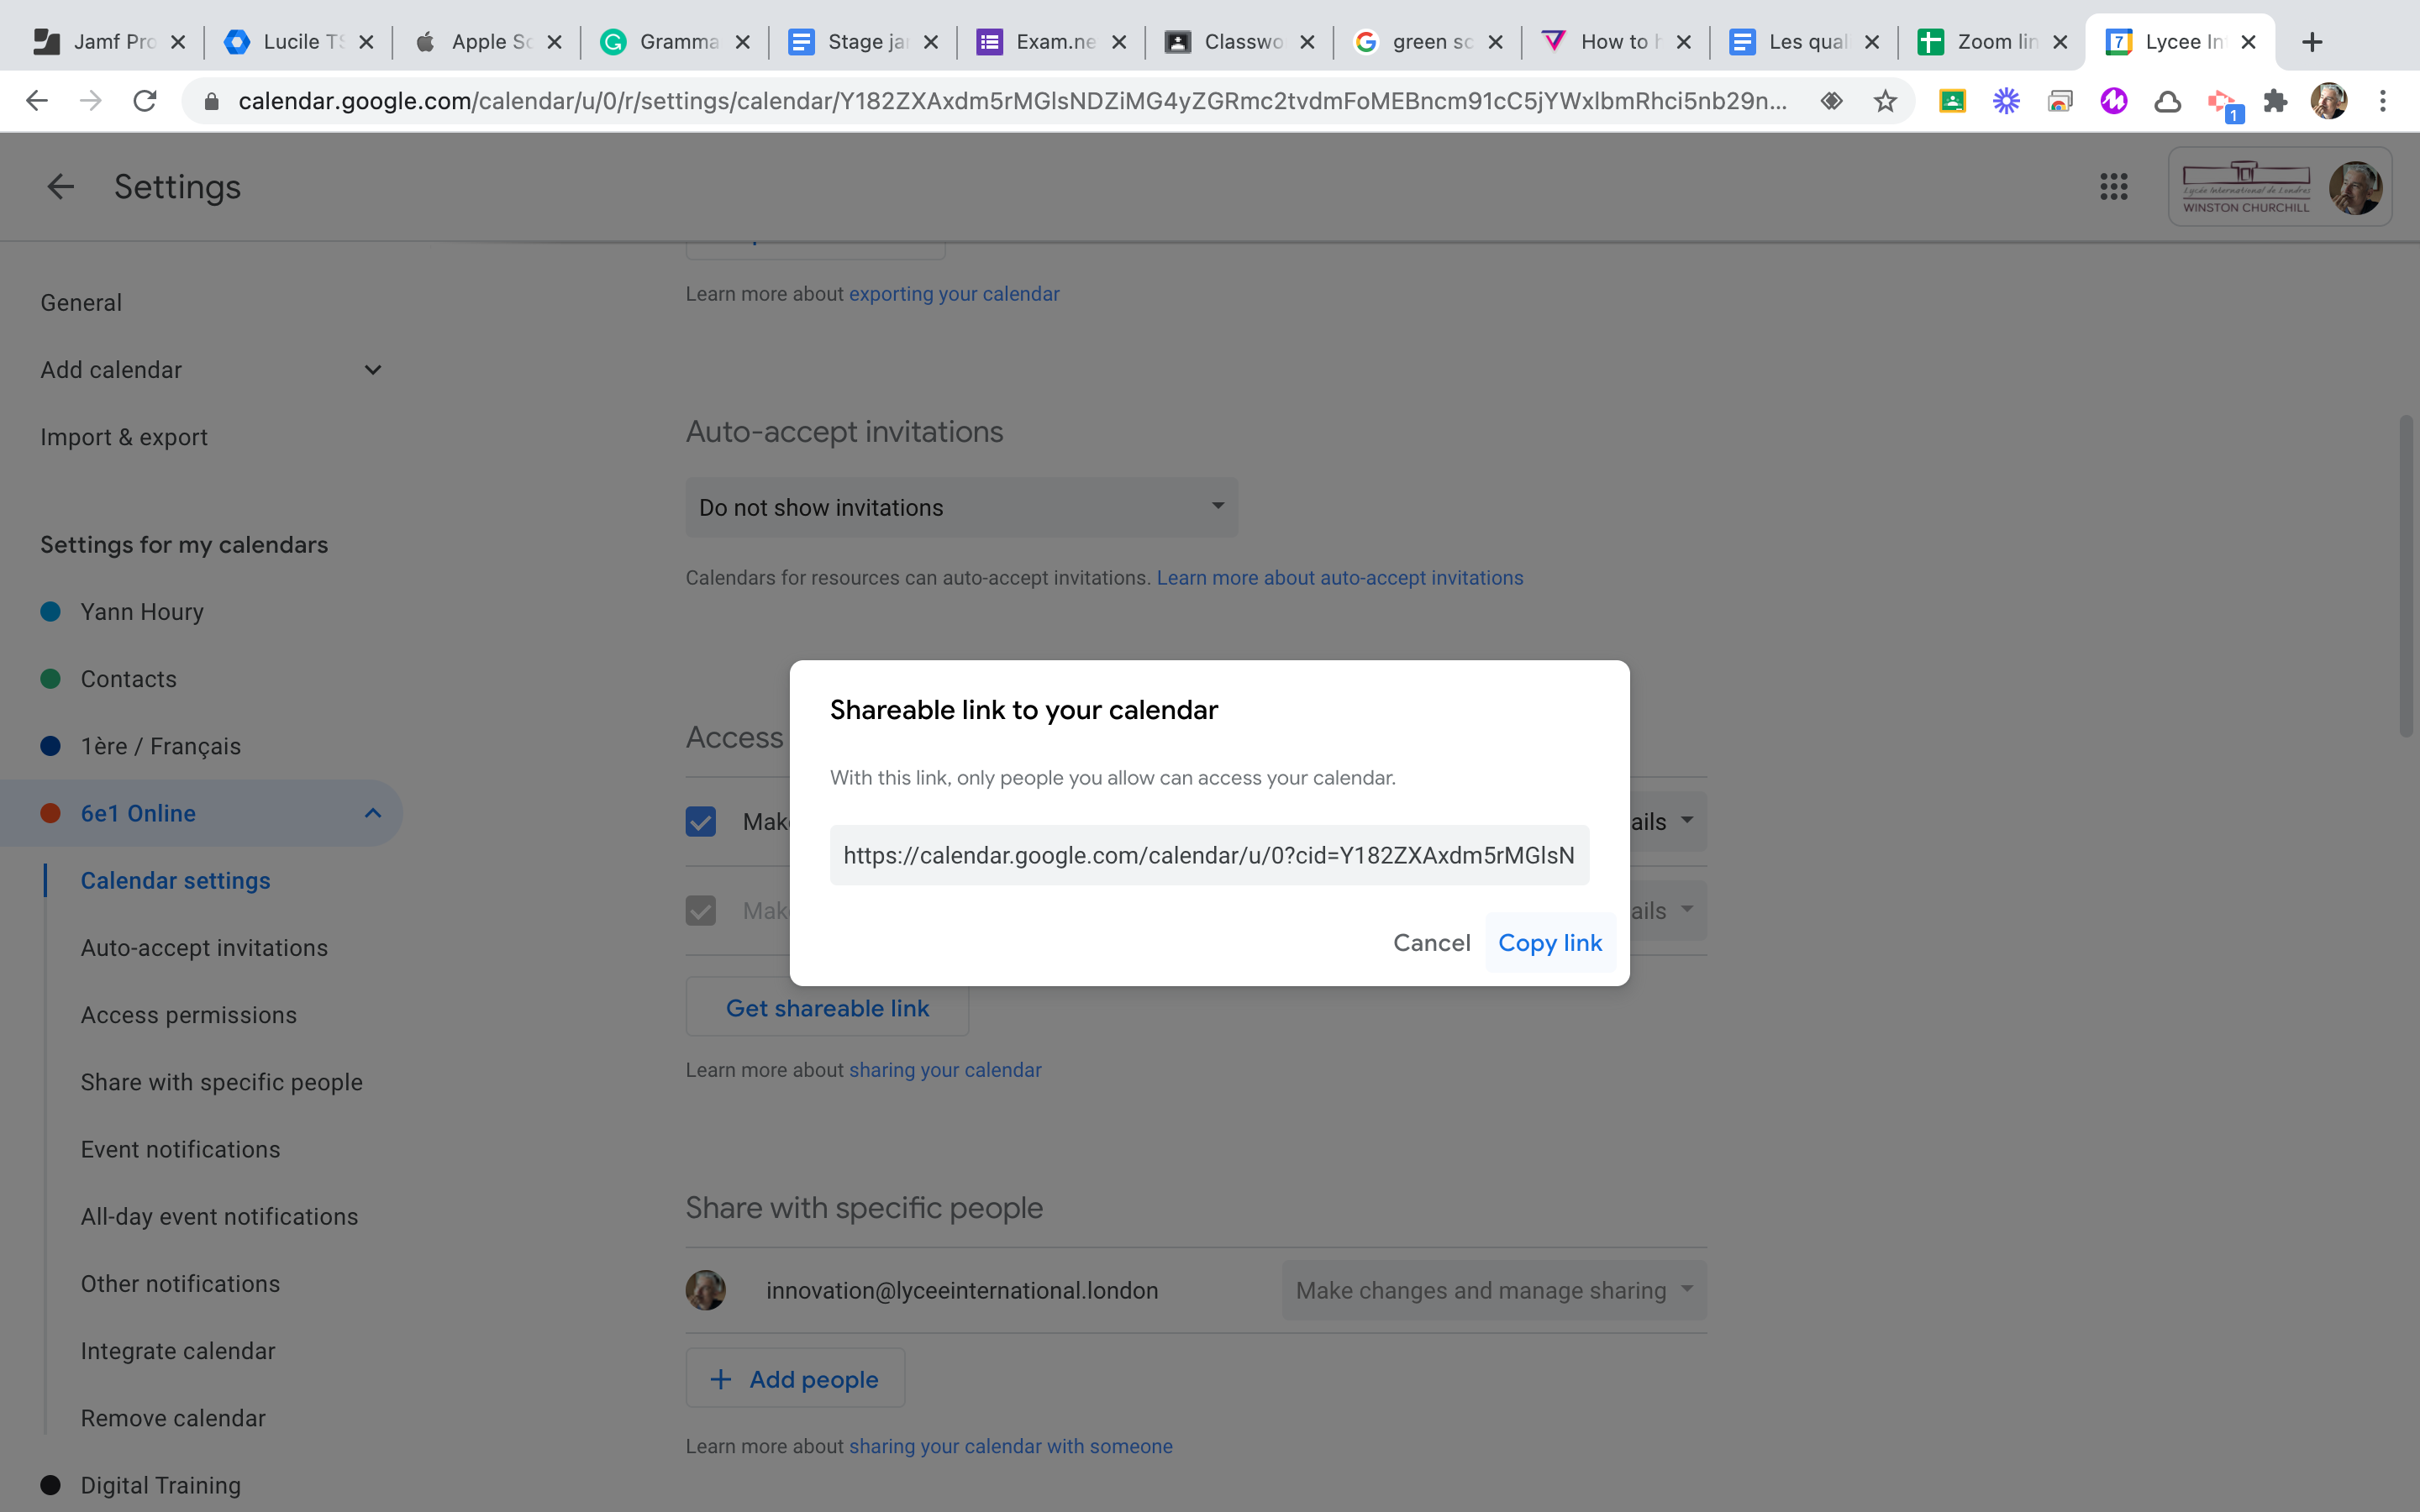 Jamf Pro
Lucile TS
Apple Sc
Gramma
Stage jan
Exam.ne
Classwo
green sc
How to h
Les qual
Zoom lin
Lycee In
calendar.google.com/calendar/u/0/r/settings/calendar/Y182ZXAxdm5rMGlsNDZiMG4yZGRmc2tvdmFoMEBncm91cC5jYWxlbmRhci5nb29n...
1
Settings
Lycée International de Londres
WINSTON CHURCHILL
General
Add calendar
Import & export
Settings for my calendars
Yann Houry
Contacts
1ère / Français
6e1 Online
Calendar settings
Auto-accept invitations
Access permissions
Share with specific people
Event notifications
All-day event notifications
Other notifications
Integrate calendar
Remove calendar
Digital Training
Learn more about exporting your calendar
Auto-accept invitations
Do not show invitations
Calendars for resources can auto-accept invitations. Learn more about auto-accept invitations
Access
Mak
ails
Mak
ails
Shareable link to your calendar
With this link, only people you allow can access your calendar.
https://calendar.google.com/calendar/u/0?cid=Y182ZXAxdm5rMGlsN
Cancel
Copy link
Get shareable link
Learn more about sharing your calendar
Share with specific people
innovation@lyceeinternational.london
Make changes and manage sharing
Add people
Learn more about sharing your calendar with someone